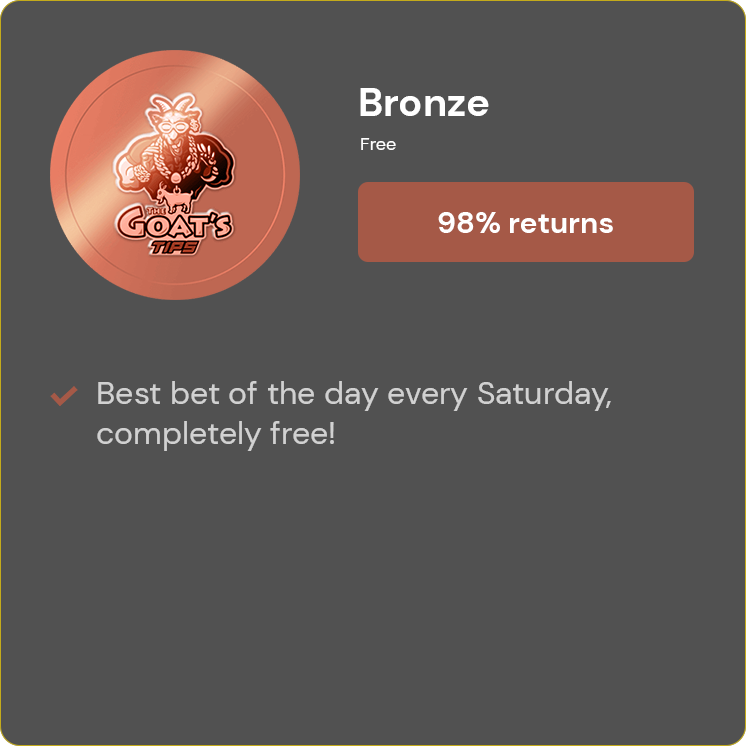 Bronze
Free
98% returns
THE
GOAT'S
TIPS
Best bet of the day every Saturday,
completely free!